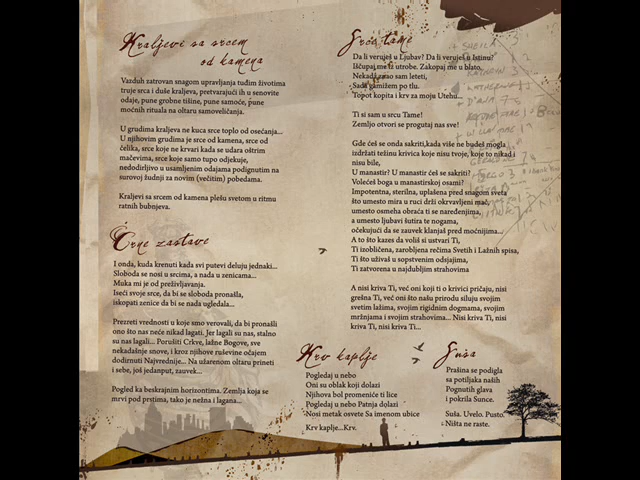 Kraljevi sa srcem
od kamena
Vazduh zatrovan snagom upravljanja tuđim životima
truje srca i duše kraljeva, pretvarajući ih u senovite
odaje, pune grobne tišine, pune samoće, pune
moćnih rituala na oltaru samoveličanja.
U grudima kraljeva ne kuca srce toplo od osećanja...
U njihovim grudima je srce od kamena, srce od
čelika, srce koje ne krvari kada se udara oštrim
mačevima, srce koje samo tupo odjekuje,
nedodirljivo u usamljenim odajama podignutim na
surovoj žudnji za novim (večitim) pobedama.
Kraljevi sa srcem od kamena plešu svetom u ritmu
ratnih bubnjeva.
Crne zastave
I onda, kuda krenuti kada svi putevi deluju jednaki...
Sloboda se nosi u srcima, a nada u zenicama...
Muka mi je od preživljavanja.
Iseći svoje srce, da bi se sloboda pronašla,
iskopati zenice da bi se nada ugledala...
Prezreti vrednosti u koje smo verovali, da bi pronašli
ono što nas neće nikad lagati. Jer lagali su nas, stalno
su nas lagali... Porušiti Crkve, lažne Bogove, sve
nekadašnje snove, i kroz njihove ruševine očajem
dodirnuti Najvrednije... Na udarenom oltaru prineti
i sebe, još jedanput, zauvek...
Pogled ka beskrajnim horizontima. Zemlja koja se
mrvi pod prstima, tako je nežna i lagana...
Srce tame
Da li veruješ u Ljubav? Da li veruješ u Istinu?
Iščupaj me iz utrobe. Zakopaj me u blato.
Nekada znao sam leteti,
Sada gamižem po tlu.
Topot kopita i krv za moju Utehu...
Ti si sam u srcu Tame!
Zemljo otvori se progutaj nas sve!
Gde ćeš se onda sakriti, kada više ne budeš mogla
izdržati težinu krivica koje nisu tvoje, koje to nikad i
nisu bile,
U manastir? U manastir ćeš se sakriti?
Volećeš boga u manastirskoj osami?
Impotentna, sterilna, uplašena pred snagom sveta
što umesto mira u ruci drži okrvavljeni mač,
umesto osmeha obraća ti se naređenjima,
a umesto ljubavi šutira te nogama,
očekujući da se zauvek klanjaš pred moćnijima...
A to što kazes da voliš si ustvari Ti,
Ti izobličena, zarobljena rečima Svetih i Lažnih spisa,
Ti što uživaš u sopstvenim odsjajima,
Ti zatvorena u najdubljim strahovima
A nisi kriva Ti, već oni koji ti o krivici pričaju, nisi
grešna Ti, već oni što našu prirodu siluju svojim
svetim lažima, svojim rigidnim dogmama, svojim
mržnjama i svojim strahovima... Nisi kriva Ti, nisi
kriva Ti, nisi kriva Ti...
Krv kaplje
Pogledaj u nebo
Oni su oblak koji dolazi
Njihova bol promeniće ti lice
Pogledaj u nebo Patnja dolazi
Nosi metak osvete Sa imenom ubice
Krv kaplje...Krv.
Suša
Prašina se podigla
sa potiljaka naših
Pognutih glava
i pokrila Sunce.
Suša. Uvelo. Pusto.
Ništa ne raste.